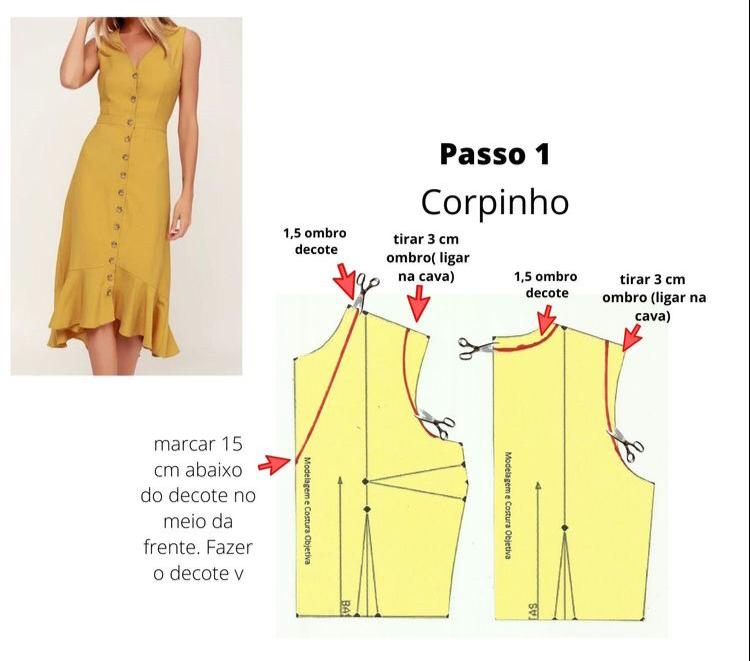 Passo 1
Corpinho
1,5 ombro
decote
tirar 3 cm
ombro( ligar
na cava)
1,5 ombro
decote
tirar 3 cm
ombro (ligar na
cava)
marcar 15
cm abaixo
do decote no
meio da
frente. Fazer
o decote v
Modelagem e Costura Objetiva
Modelagem e Costura Objetiva